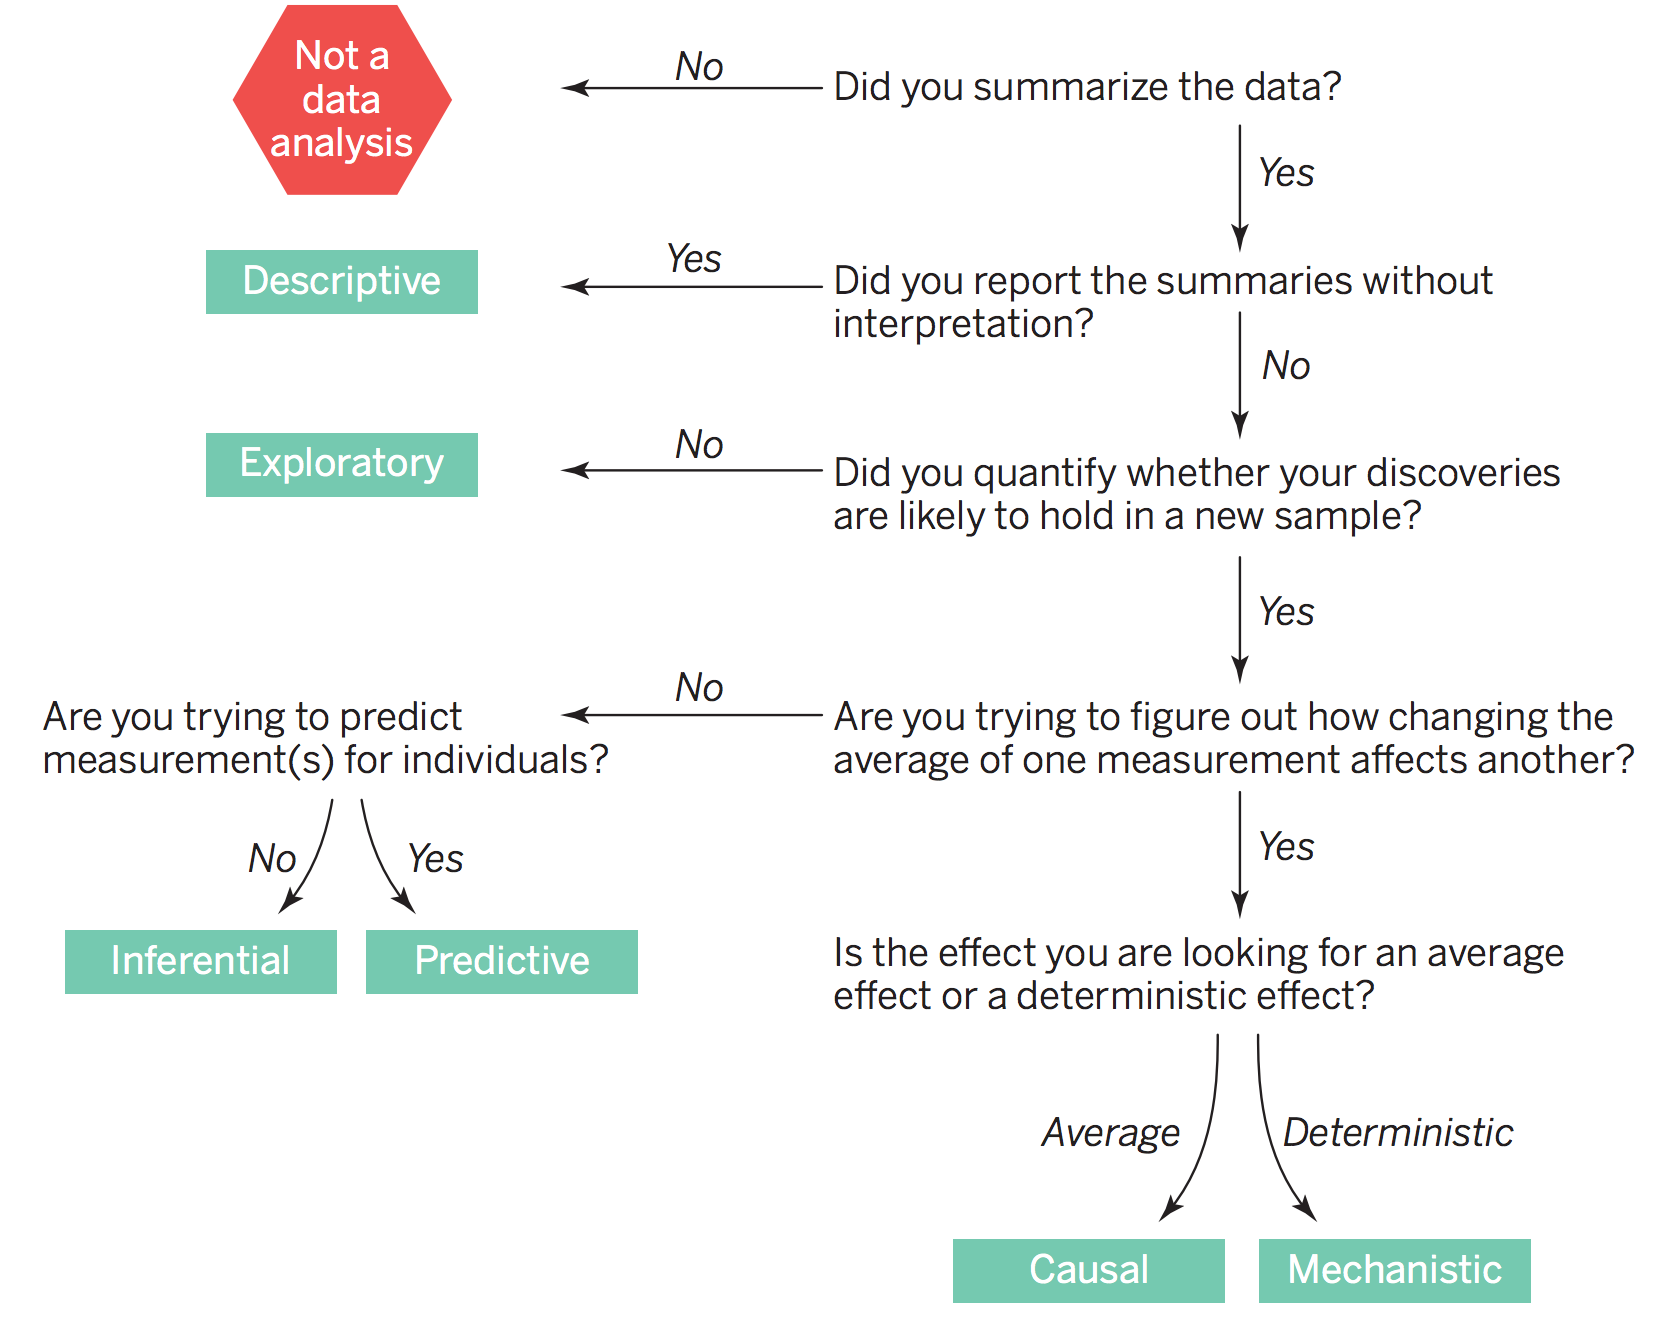 Not a
data
analysis
No
Did you summarize the data?
Yes
Descriptive
Yes
Did you report the summaries without
interpretation?
No
Exploratory
No
Did you quantify whether your discoveries
are likely to hold in a new sample?
Yes
Are you trying to predict
measurement(s) for individuals?
No
Are you trying to figure out how changing the
average of one measurement affects another?
No
Yes
Yes
Inferential
Predictive
Is the effect you are looking for an average
effect or a deterministic effect?
Average
Deterministic
Causal
Mechanistic